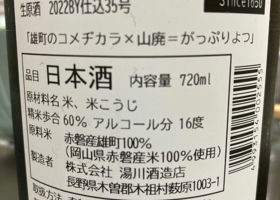 生原酒 2022BY仕込35号
Since1650
「雄町のコメヂカラ×山廃＝がっぷりよつ」
品目 日本酒 内容量 720ml
原材料名 米、米こうじ
精米歩合 60% アルコール分 16度
原料米 赤磐産雄町100%
(岡山県赤磐産米100%使用)
製造者 株式会社 湯川酒造店
長野県木曽郡木祖村薮原1003-1